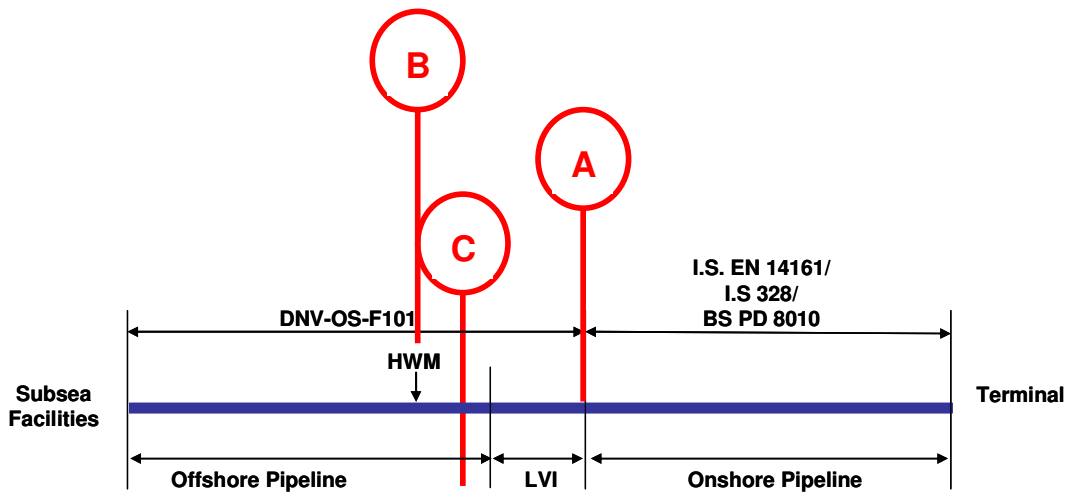 B
A
C
I.S. EN 14161/
I.S 328/
DNV-OS-F101
BS PD 8010
HWM
Subsea
Facilities
Terminal
Offshore Pipeline
LVI
Onshore Pipeline